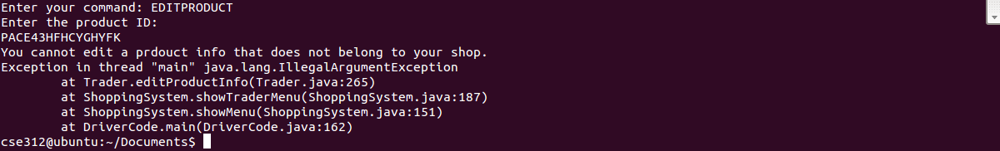 Enter your command: EDITPRODUCT
Enter the product ID:
PACE43HFHCYGHYFK
You cannot edit a prdouct info that does not belong to your shop.
Exception in thread "main" java.lang.IllegalArgumentException
        at Trader.editProductInfo(Trader.java:265)
        at ShoppingSystem.showTraderMenu(ShoppingSystem.java:187)
        at ShoppingSystem.showMenu(ShoppingSystem.java:151)
        at DriverCode.main(DriverCode.java:162)
cse312@ubuntu:~/Documents$